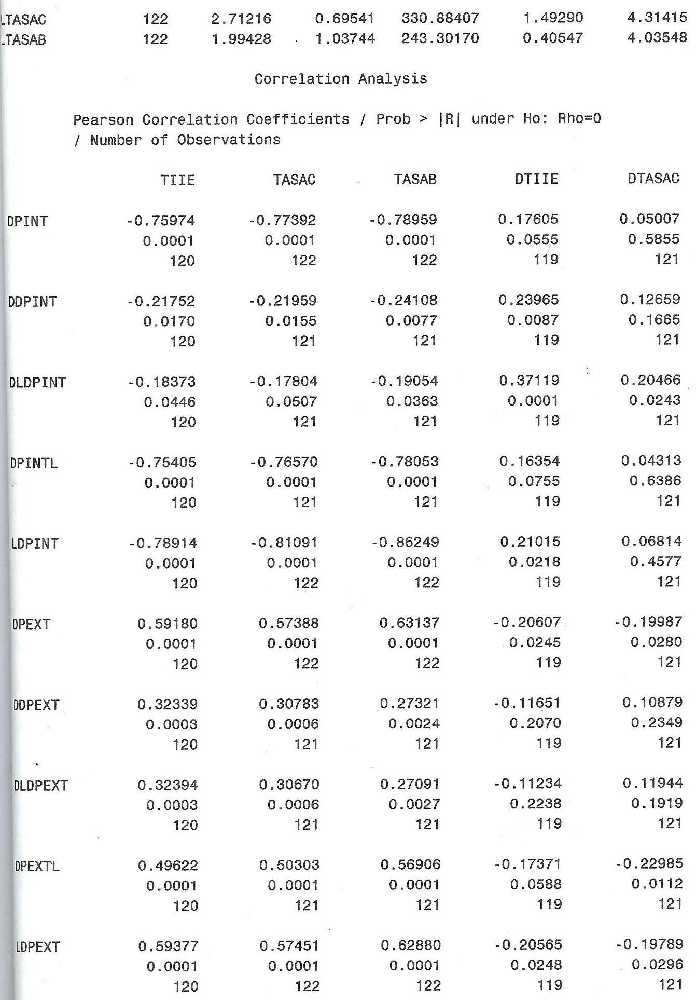 LTASAC 122 2.71216 0.69541 330.88407 1.49290 4.31415
LTASAB 122 1.99428 1.03744 243.30170 0.40547 4.03548
Correlation Analysis
Pearson Correlation Coefficients / Prob > |R| under Ho: Rho=0
/ Number of Observations
TIIE TASAC TASAB DTIIE DTASAC
DPINT -0.75974 -0.77392 -0.78959 0.17605 0.05007
0.0001 0.0001 0.0001 0.0555 0.5855
120 122 122 119 121
DDPINT -0.21752 -0.21959 -0.24108 0.23965 0.12659
0.0170 0.0155 0.0077 0.0087 0.1665
120 121 121 119 121
DLDPINT -0.18373 -0.17804 -0.19054 0.37119 0.20466
0.0446 0.0507 0.0363 0.0001 0.0243
120 121 121 119 121
DPINTL -0.75405 -0.76570 -0.78053 0.16354 0.04313
0.0001 0.0001 0.0001 0.0755 0.6386
120 121 121 119 121
LDPINT -0.78914 -0.81091 -0.86249 0.21015 0.06814
0.0001 0.0001 0.0001 0.0218 0.4577
120 122 122 119 121
DPEXT 0.59180 0.57388 0.63137 -0.20607 -0.19987
0.0001 0.0001 0.0001 0.0245 0.0280
120 122 122 119 121
DDPEXT 0.32339 0.30783 0.27321 -0.11651 0.10879
0.0003 0.0006 0.0024 0.2070 0.2349
120 121 121 119 121
DLDPEXT 0.32394 0.30670 0.27091 -0.11234 0.11944
0.0003 0.0006 0.0027 0.2238 0.1919
120 121 121 119 121
DPEXTL 0.49622 0.50303 0.56906 -0.17371 -0.22985
0.0001 0.0001 0.0001 0.0588 0.0112
120 121 121 119 121
LDPEXT 0.59377 0.57451 0.62880 -0.20565 -0.19789
0.0001 0.0001 0.0001 0.0248 0.0296
120 122 122 119 121